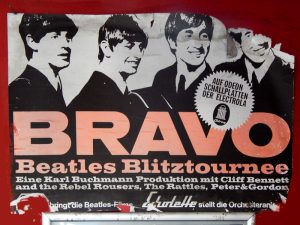 AUF ODEON
SCHALLPLATTEN
DER ELECTROLA
BRAVO
Beatles Blitztournee
Eine Karl Buchmann Produktion mit Cliff Bennett
and the Rebel Rousers, The Rattles, Peter&Gordon
bringt die Beatles-Filme stellt die Orchester